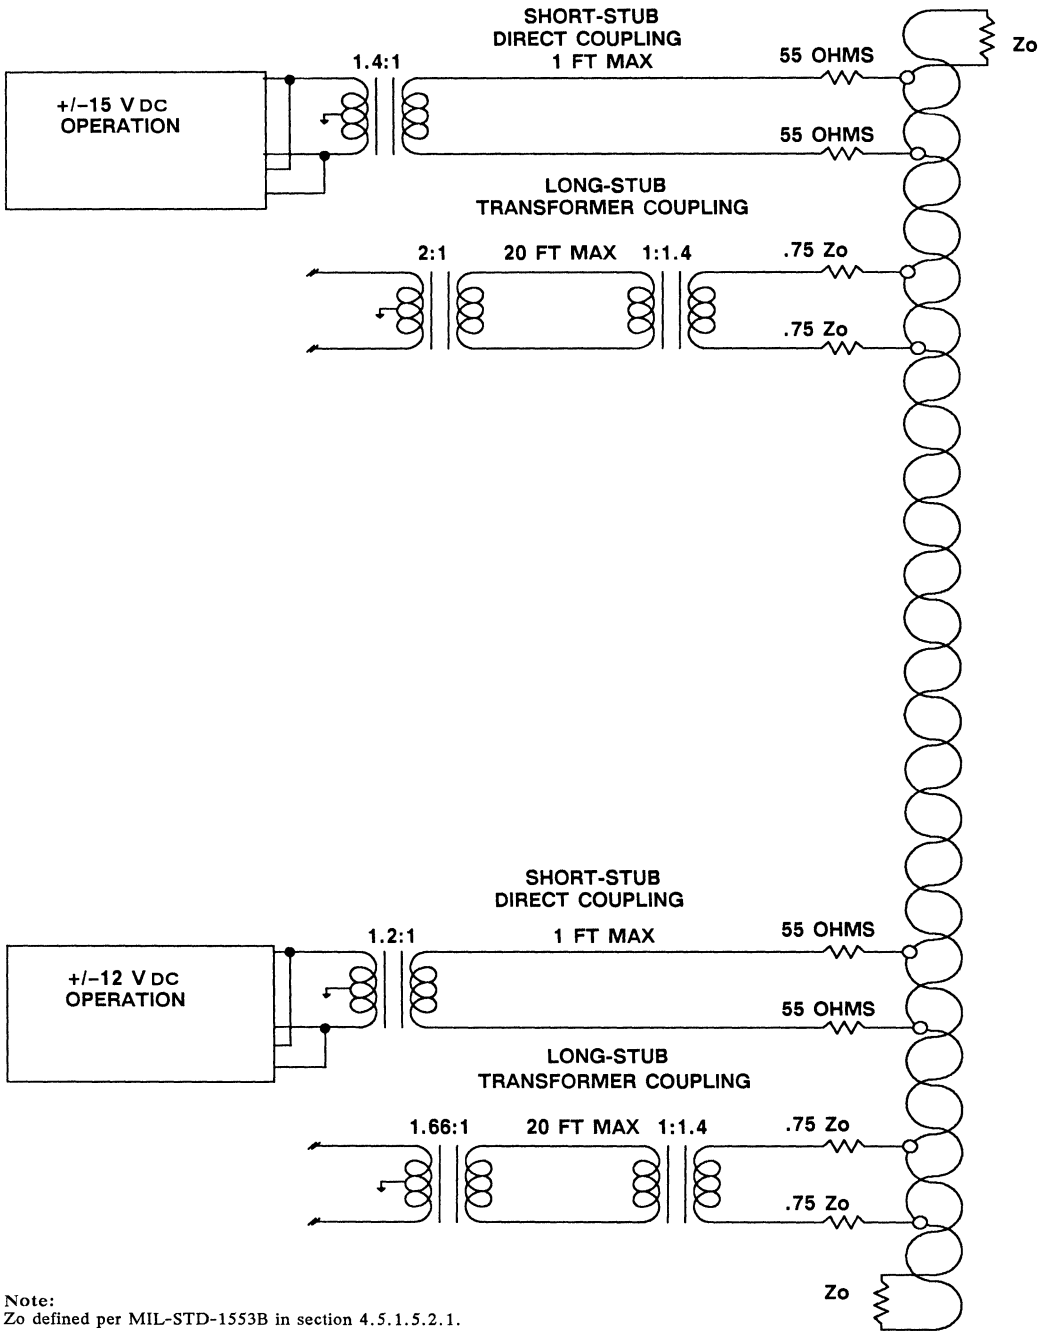 SHORT-STUB
DIRECT COUPLING
1 FT MAX
1.4:1
55 OHMS
Zo
+/-15 V DC
OPERATION
55 OHMS
LONG-STUB
TRANSFORMER COUPLING
2:1
20 FT MAX
1:1.4
.75 Zo
.75 Zo
SHORT-STUB
DIRECT COUPLING
1.2:1
1 FT MAX
55 OHMS
+/-12 V DC
OPERATION
55 OHMS
LONG-STUB
TRANSFORMER COUPLING
1.66:1
20 FT MAX
1:1.4
.75 Zo
.75 Zo
Zo
Note:
Zo defined per MIL-STD-1553B in section 4.5.1.5.2.1.